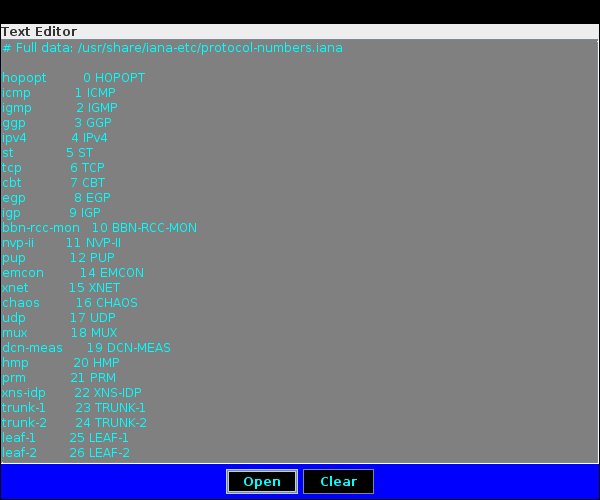 Text Editor
# Full data: /usr/share/iana-etc/protocol-numbers.iana
hopopt 0 HOPOPT
icmp 1 ICMP
igmp 2 IGMP
ggp 3 GGP
ipv4 4 IPv4
st 5 ST
tcp 6 TCP
cbt 7 CBT
egp 8 EGP
igp 9 IGP
bbn-rcc-mon 10 BBN-RCC-MON
nvp-ii 11 NVP-II
pup 12 PUP
emcon 14 EMCON
xnet 15 XNET
chaos 16 CHAOS
udp 17 UDP
mux 18 MUX
dcn-meas 19 DCN-MEAS
hmp 20 HMP
prm 21 PRM
xns-idp 22 XNS-IDP
trunk-1 23 TRUNK-1
trunk-2 24 TRUNK-2
leaf-1 25 LEAF-1
leaf-2 26 LEAF-2
Open Clear